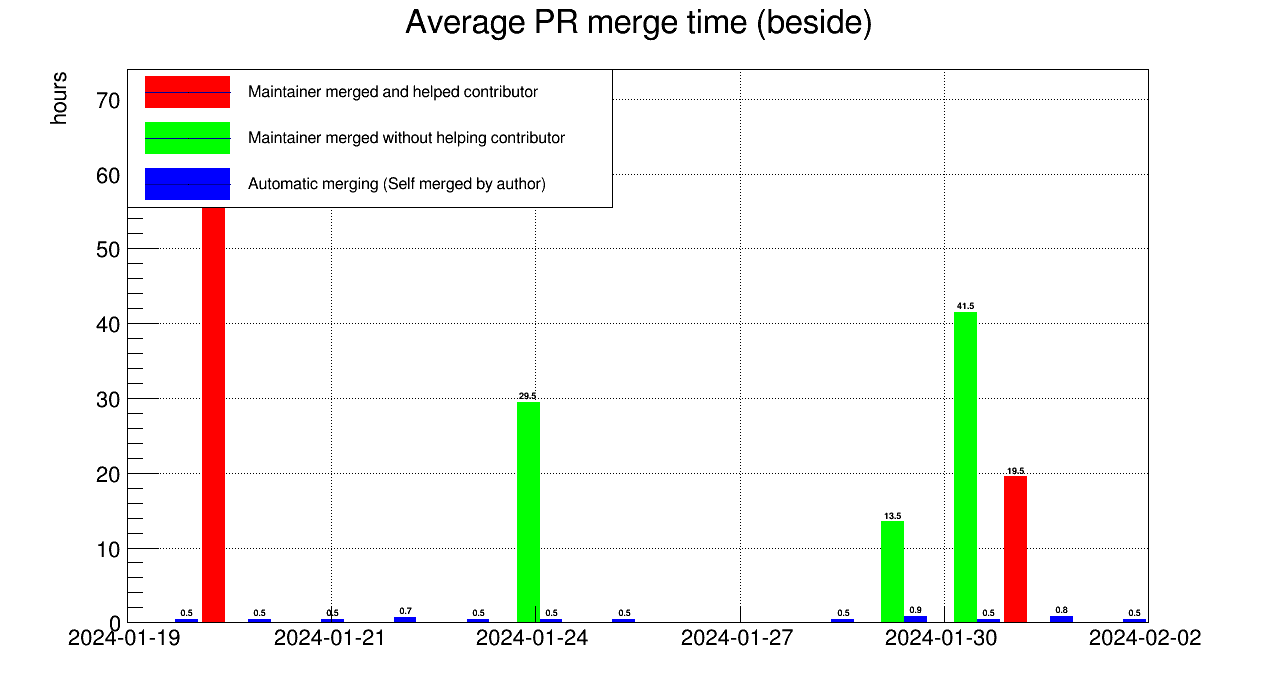 Average PR merge time (beside)
hours
Maintainer merged and helped contributor
Maintainer merged without helping contributor
Automatic merging (Self merged by author)
70
60
50
40
30
20
10
0
41.5
29.5
19.5
13.5
0.5 0.5 0.5 0.7 0.5 0.5 0.5 0.5 0.9 0.5 0.8 0.5
2024-01-19 2024-01-21 2024-01-24 2024-01-27 2024-01-30 2024-02-02